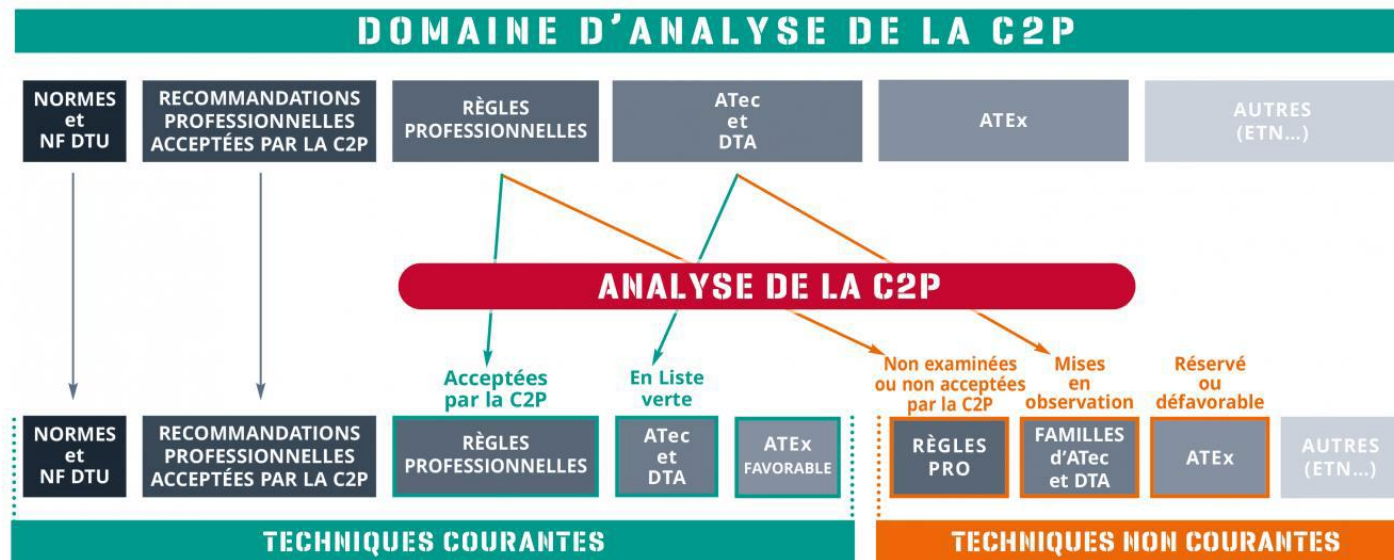 DOMAINE D'ANALYSE DE LA C2P
NORMES
et
NF DTU
RECOMMANDATIONS
PROFESSIONNELLES
ACCEPTÉES PAR LA C2P
RÈGLES
PROFESSIONNELLES
ATec
et
DTA
ATEx
AUTRES
(ETN...)
ANALYSE DE LA C2P
Acceptées
par la C2P
En Liste
verte
Non examinées
ou non acceptées
par la C2P
Mises
en
observation
Réservé
ou
défavorable
NORMES
et
NF DTU
RECOMMANDATIONS
PROFESSIONNELLES
ACCEPTÉES PAR LA C2P
RÈGLES
PROFESSIONNELLES
ATec
et
DTA
ATEx
FAVORABLE
RÈGLES
PRO
FAMILLES
d'ATec
et DTA
ATEx
AUTRES
(ETN...)
TECHNIQUES COURANTES
TECHNIQUES NON COURANTES